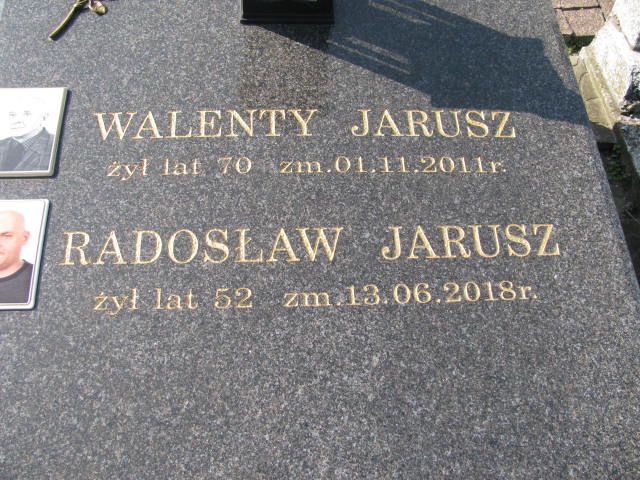 WALENTY JARUSZ
żył lat 70 zm.01.11.2011r.
RADOSŁAW JARUSZ
żył lat 52 zm.13.06.2018r.